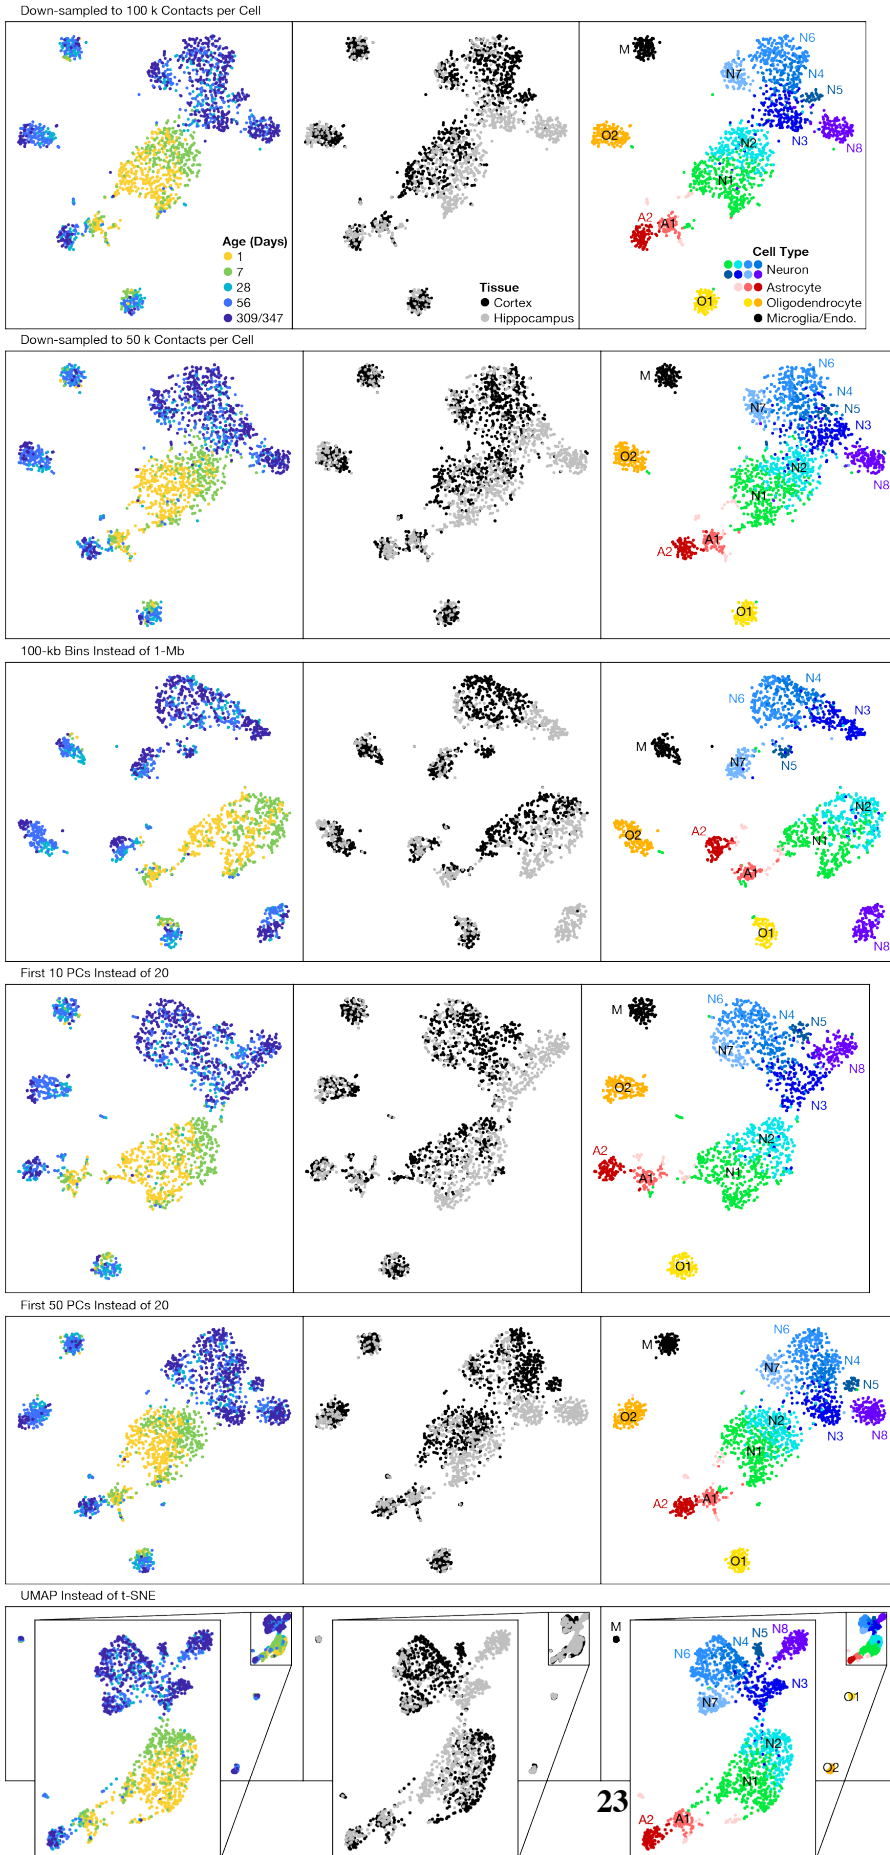 Down-sampled to 100 k Contacts per Cell
Age (Days)
1
7
28
56
309/347
Tissue
Cortex
Hippocampus
M
N6
N7
N4
N5
O2
N2
N3
N8
N1
A2
A1
O1
Cell Type
Neuron
Astrocyte
Oligodendrocyte
Microglia/Endo.
Down-sampled to 50 k Contacts per Cell
M
N6
N4
N7
N5
N3
O2
N2
N8
N1
A2
A1
O1
100-kb Bins Instead of 1-Mb
N4
N6
N3
M
N7
N5
N2
O2
A2
N1
A1
O1
N8
First 10 PCs Instead of 20
N6
M
N4
N5
N7
N8
O2
N3
N2
A2
N1
A1
O1
First 50 PCs Instead of 20
N6
M
N4
N7
N5
O2
N2
N3
N8
N1
A2
A1
O1
UMAP Instead of t-SNE
M
N8
N5
N4
N6
N3
N7
O1
N2
O2
N1
23
A2
A1